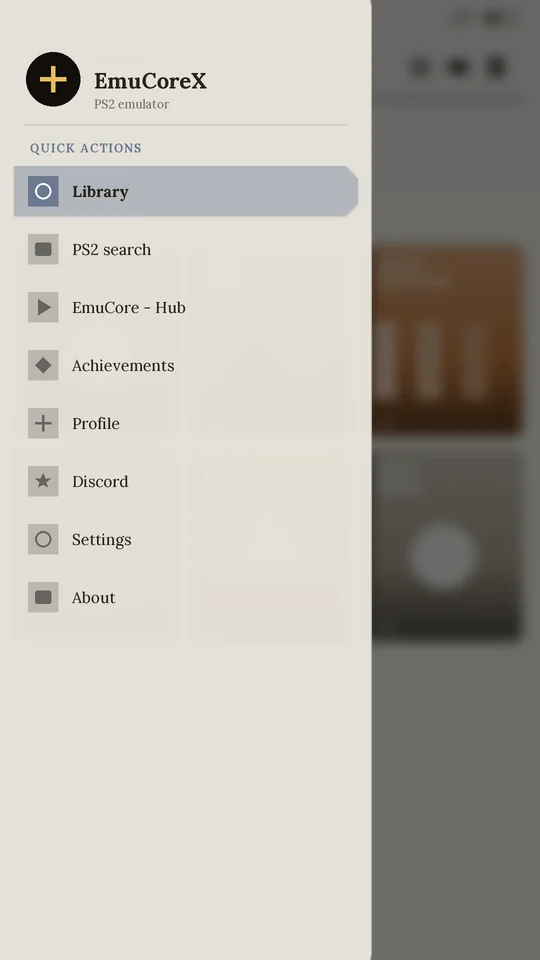 EmuCoreX
PS2 emulator
QUICK ACTIONS
Library
PS2 search
EmuCore - Hub
Achievements
Profile
Discord
Settings
About